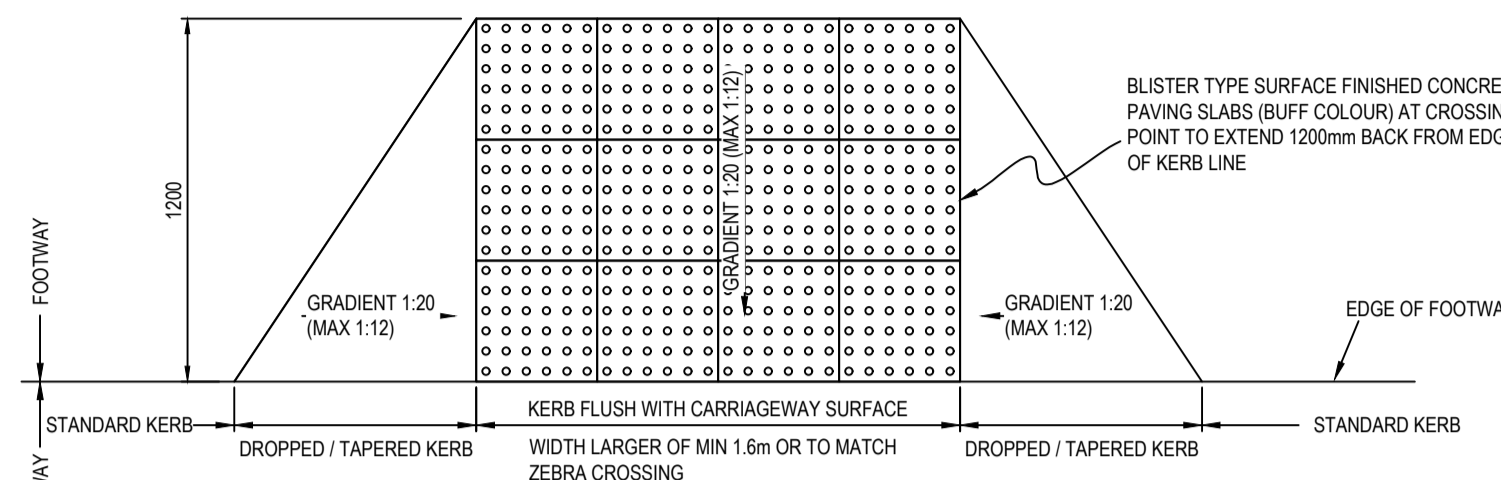 BLISTER TYPE SURFACE FINISHED CONCRE
PAVING SLABS (BUFF COLOUR) AT CROSSIN
POINT TO EXTEND 1200mm BACK FROM EDG
OF KERB LINE
1200
GRADIENT 1:20 (MAX 1:12)
FOOTWAY
GRADIENT 1:20
(MAX 1:12)
GRADIENT 1:20
(MAX 1:12)
EDGE OF FOOTWA
STANDARD KERB
KERB FLUSH WITH CARRIAGEWAY SURFACE
STANDARD KERB
DROPPED / TAPERED KERB
WIDTH LARGER OF MIN 1.6m OR TO MATCH
ZEBRA CROSSING
DROPPED / TAPERED KERB
WAY